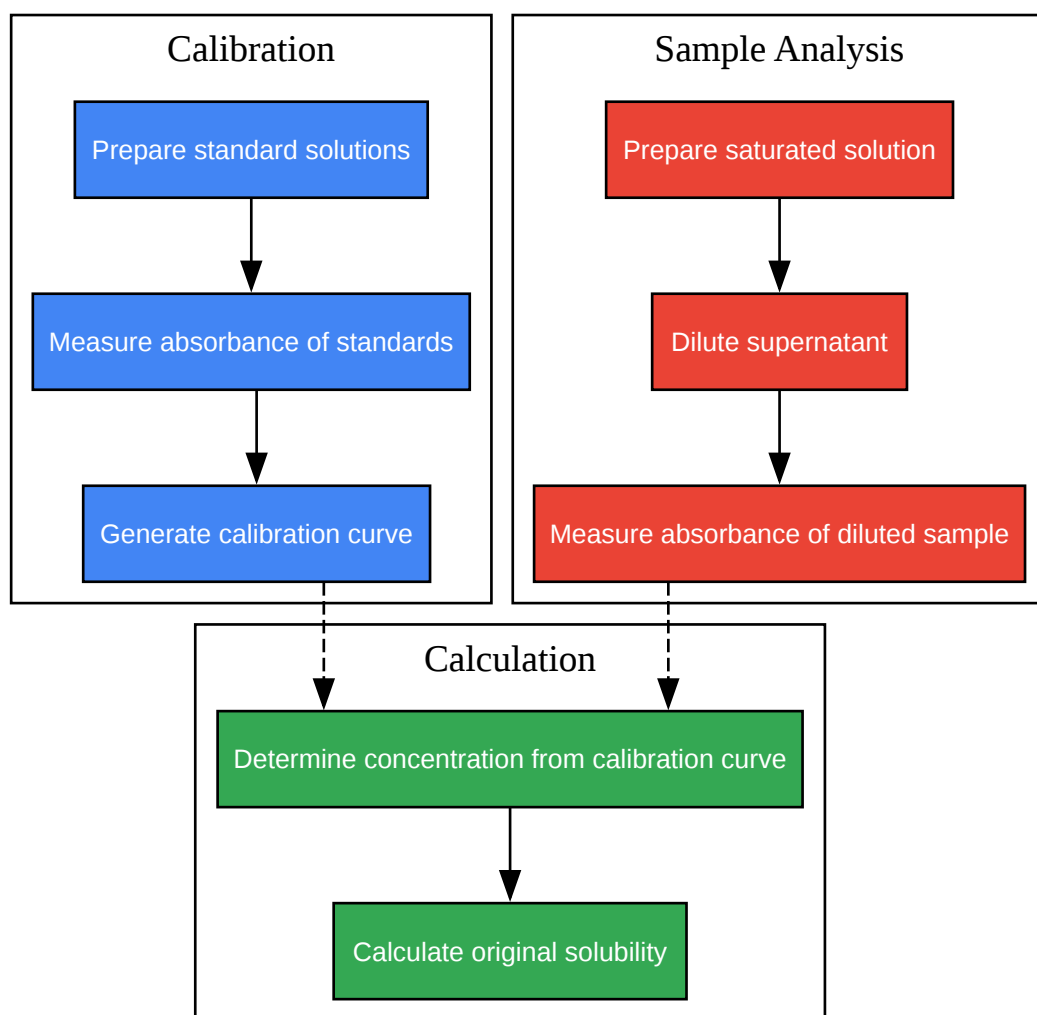 Calibration
Prepare standard solutions
Measure absorbance of standards
Generate calibration curve
Sample Analysis
Prepare saturated solution
Dilute supernatant
Measure absorbance of diluted sample
Calculation
Determine concentration from calibration curve
Calculate original solubility